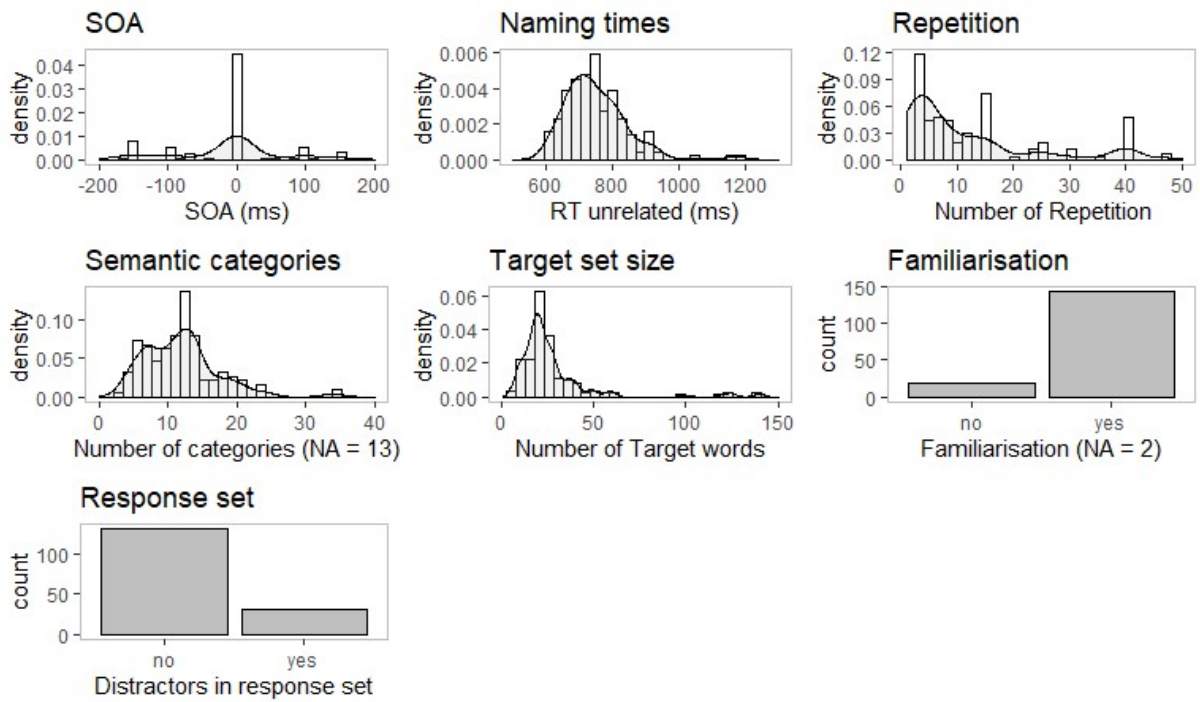 SOA
density
0.04
0.03
0.02
0.01
0.00
-200 -100 0 100 200
SOA (ms)
Naming times
density
0.006
0.004
0.002
0.000
600 800 1000 1200
RT unrelated (ms)
Repetition
density
0.12
0.09
0.06
0.03
0.00
0 10 20 30 40 50
Number of Repetition
Semantic categories
density
0.10
0.05
0.00
0 10 20 30 40
Number of categories (NA = 13)
Target set size
density
0.06
0.04
0.02
0.00
0 50 100 150
Number of Target words
Familiarisation
count
150
100
50
0
no yes
Familiarisation (NA = 2)
Response set
count
100
50
0
no yes
Distractors in response set